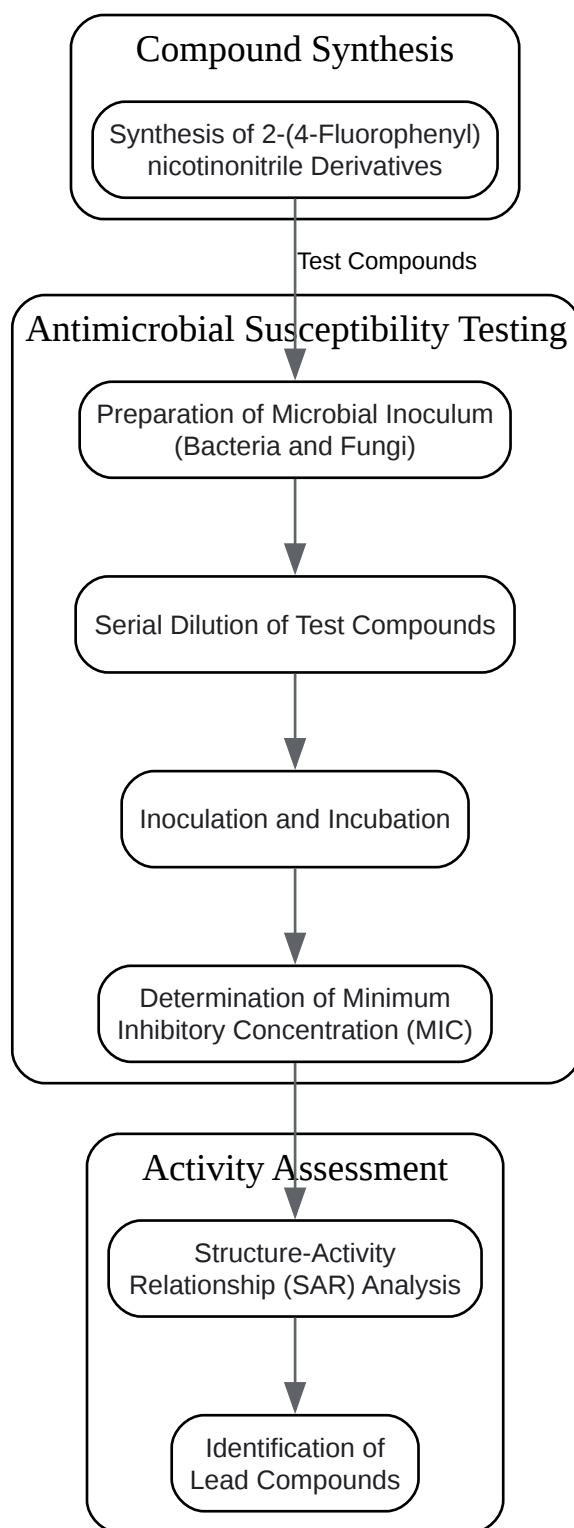 Compound Synthesis
Synthesis of 2-(4-Fluorophenyl)
nicotinonitrile Derivatives
Test Compounds
Antimicrobial Susceptibility Testing
Preparation of Microbial Inoculum
(Bacteria and Fungi)
Serial Dilution of Test Compounds
Inoculation and Incubation
Determination of Minimum
Inhibitory Concentration (MIC)
Activity Assessment
Structure-Activity
Relationship (SAR) Analysis
Identification of
Lead Compounds